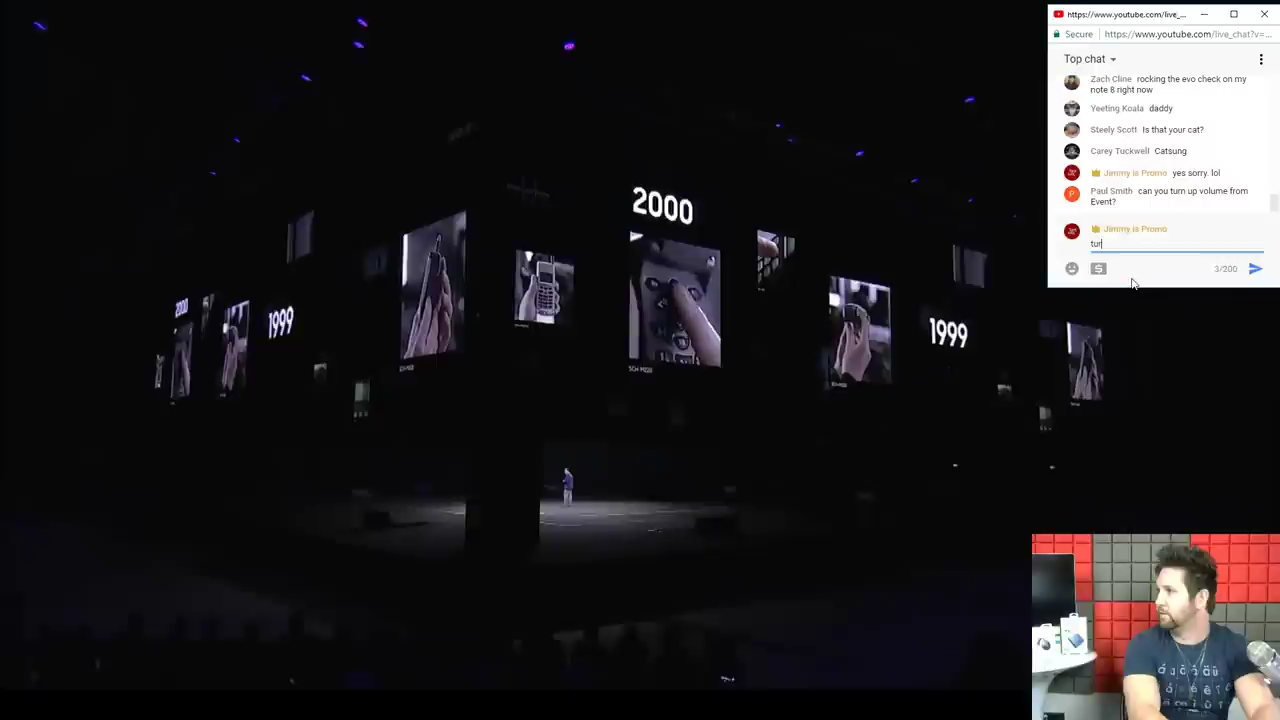 https://www.youtube.com/live_...
Secure
https://www.youtube.com/live_chat?v=...
Top chat
Zach Cline rocking the evo check on my
note 8 right now
Yeeting Koala daddy
Steely Scott Is that your cat?
Carey Tuckwell Catsung
Jimmy is Promo yes sorry. lol
P
Paul Smith can you turn up volume from
Event?
Jimmy is Promo
tur
3/200
2000
2000
1999
1999